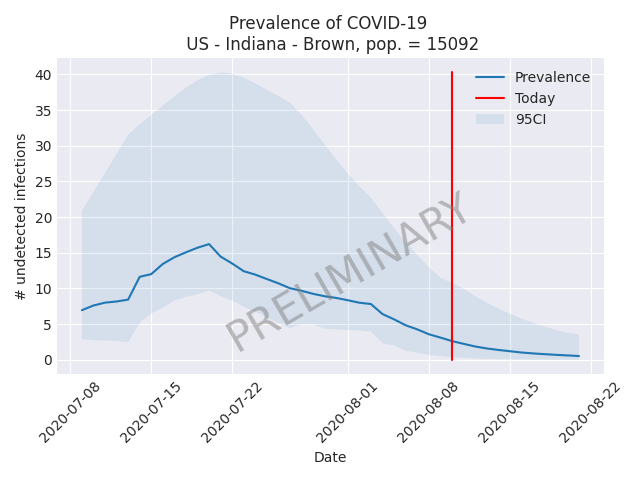 Prevalence of COVID-19
US - Indiana - Brown, pop. = 15092
# undetected infections
40
35
30
25
20
15
10
5
0
Prevalence
Today
95CI
PRELIMINARY
2020-07-08
2020-07-15
2020-07-22
2020-08-01
2020-08-08
2020-08-15
2020-08-22
Date